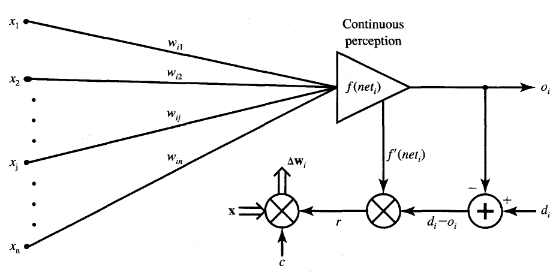 Continuous
perception
x₁
wᵢ₁
x₂
wᵢ₂
f(netᵢ)
oᵢ
wᵢⱼ
xⱼ
wᵢₙ
f'(netᵢ)
Δwᵢ
− +
x
r
dᵢ−oᵢ
+
dᵢ
xₙ
c